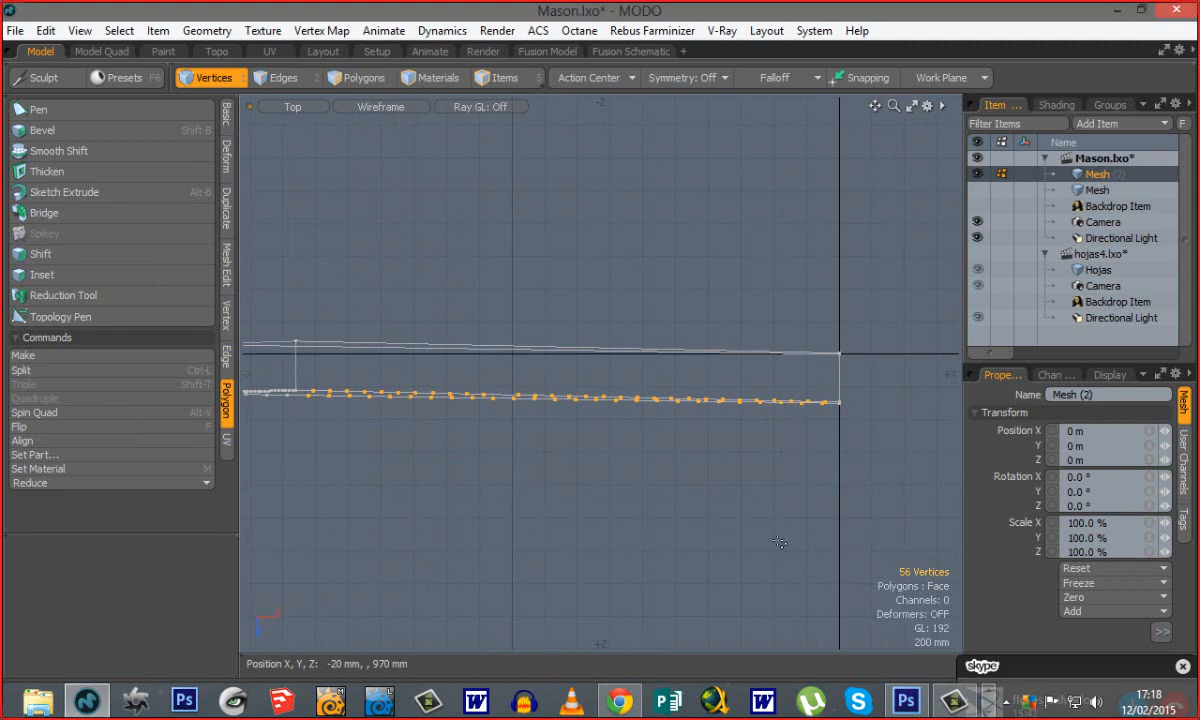 Mason.lxo* - MODO
File Edit View Select Item Geometry Texture Vertex Map Animate Dynamics Render ACS Octane Rebus Farminizer V-Ray Layout System Help
Model Model Quad Paint Topo UV Layout Setup Animate Render Fusion Model Fusion Schematic +
Sculpt Presets F6 Vertices 1 Edges 2 Polygons 3 Materials 4 Items 5 Action Center Symmetry: Off Falloff Snapping Work Plane
Top Wireframe Ray GL: Off
Pen
Bevel Shift-B
Smooth Shift
Thicken
Sketch Extrude Alt-B
Bridge
Spikey
Shift
Inset
Reduction Tool
Topology Pen
Commands
Make
Split Ctrl-L
Triple Shift-T
Quadruple
Spin Quad Alt-V
Flip F
Align
Set Part...
Set Material M
Reduce
Basic
Deform
Duplicate
Mesh Edit
Vertex
Edge
Polygon
UV
-Z
-X
+X
+Z
56 Vertices
Polygons : Face
Channels: 0
Deformers: OFF
GL: 192
200 mm
Position X, Y, Z: -20 mm, , 970 mm
Item ... Shading Groups
Filter Items Add Item F
Name
Mason.lxo*
Mesh (2)
Mesh
Backdrop Item
Camera
Directional Light
hojas4.lxo*
Hojas
Camera
Backdrop Item
Directional Light
Prope... Chan ... Display
Name Mesh (2)
Transform
Position X 0 m
Y 0 m
Z 0 m
Rotation X 0.0 °
Y 0.0 °
Z 0.0 °
Scale X 100.0 %
Y 100.0 %
Z 100.0 %
Reset
Freeze
Zero
Add
>>
Mesh
User Channels
Tags
skype
17:18
12/02/2015